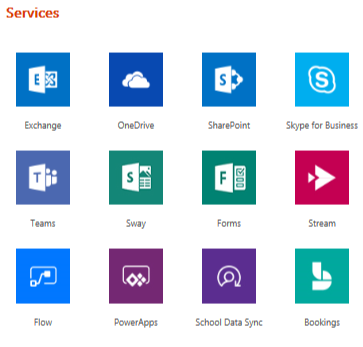 Services
E
S
S
Exchange OneDrive SharePoint Skype for Business
T
S
F
Teams Sway Forms Stream
Flow PowerApps School Data Sync Bookings